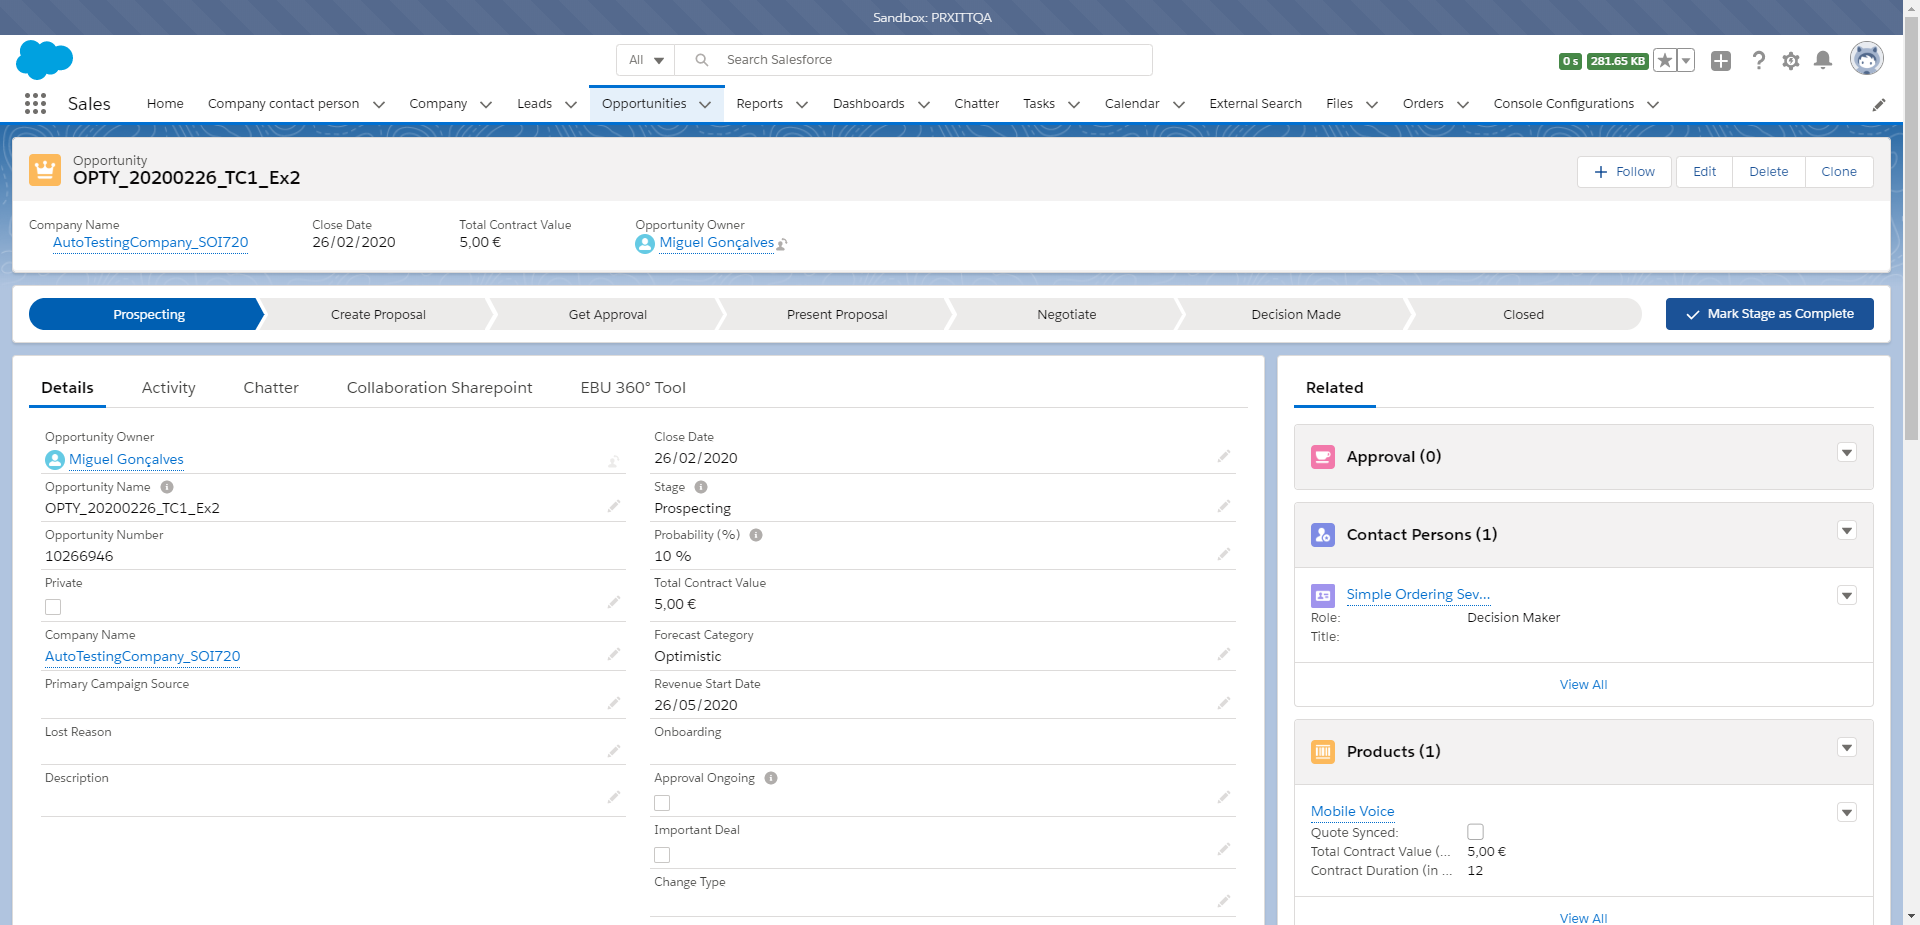 Sandbox: PRXITTQA
All Search Salesforce 0 s 281.65 KB
Sales Home Company contact person Company Leads Opportunities Reports Dashboards Chatter Tasks Calendar External Search Files Orders Console Configurations
Opportunity
OPTY_20200226_TC1_Ex2
Follow Edit Delete Clone
Company Name Close Date Total Contract Value Opportunity Owner
AutoTestingCompany_SOI720 26/02/2020 5,00 € Miguel Gonçalves
Prospecting Create Proposal Get Approval Present Proposal Negotiate Decision Made Closed Mark Stage as Complete
Details Activity Chatter Collaboration Sharepoint EBU 360° Tool
Opportunity Owner
Miguel Gonçalves
Opportunity Name
OPTY_20200226_TC1_Ex2
Opportunity Number
10266946
Private
Company Name
AutoTestingCompany_SOI720
Primary Campaign Source
Lost Reason
Description
Close Date
26/02/2020
Stage
Prospecting
Probability (%)
10 %
Total Contract Value
5,00 €
Forecast Category
Optimistic
Revenue Start Date
26/05/2020
Onboarding
Approval Ongoing
Important Deal
Change Type
Related
Approval (0)
Contact Persons (1)
Simple Ordering Sev...
Role: Decision Maker
Title:
View All
Products (1)
Mobile Voice
Quote Synced:
Total Contract Value (... 5,00 €
Contract Duration (in ... 12
View All